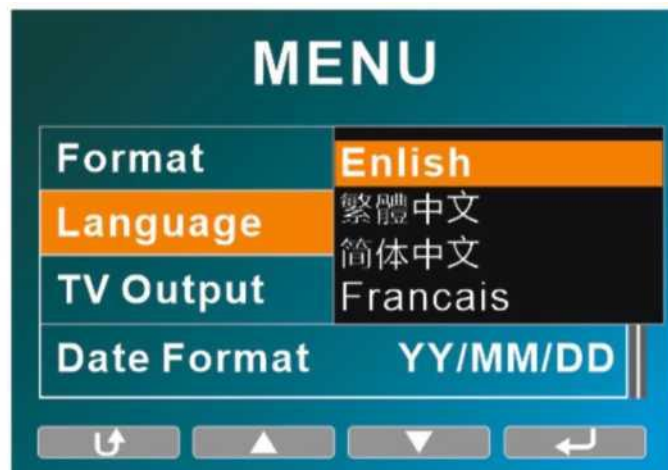 MENU
Format
Enlish
Language
繁體中文
简体中文
TV Output
Francais
Date Format YY/MM/DD